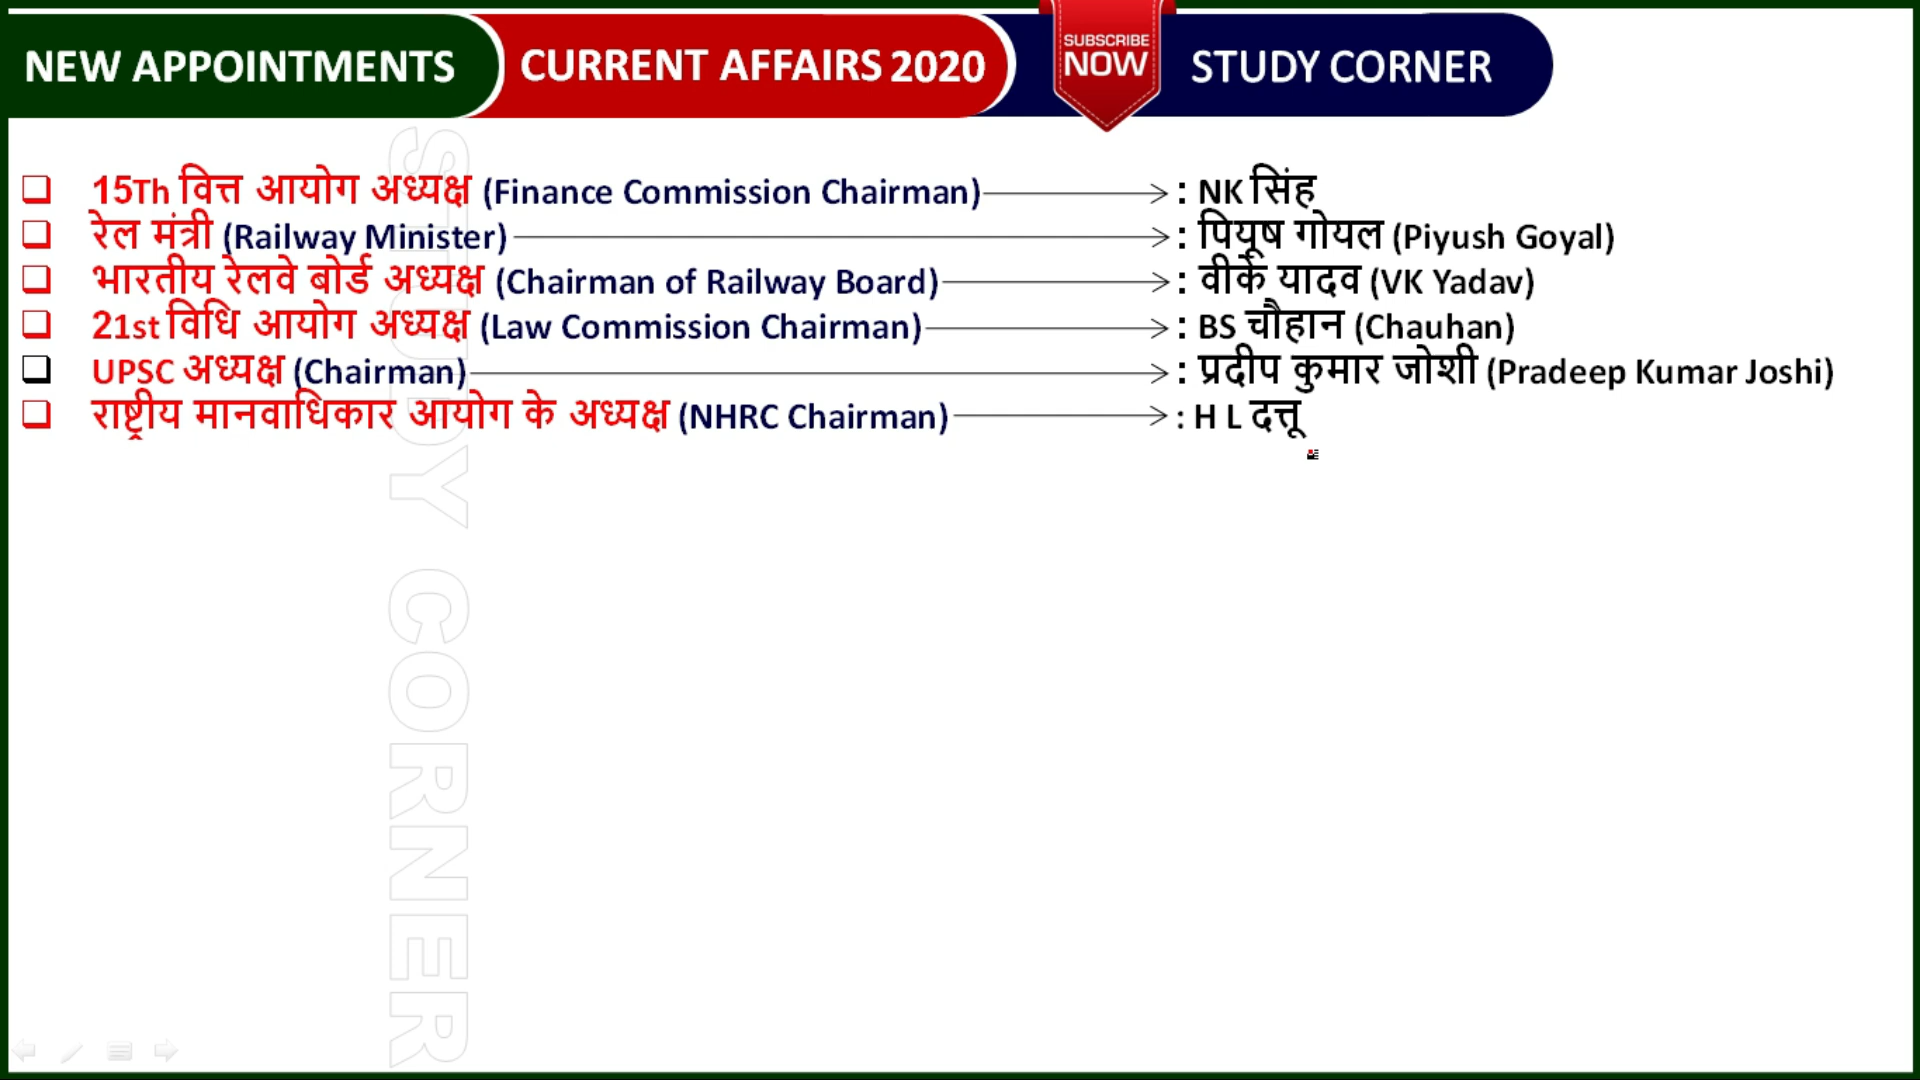 NEW APPOINTMENTS CURRENT AFFAIRS 2020 SUBSCRIBE NOW STUDY CORNER
15Th वित्त आयोग अध्यक्ष (Finance Commission Chairman) : NK सिंह
रेल मंत्री (Railway Minister) : पियूष गोयल (Piyush Goyal)
भारतीय रेलवे बोर्ड अध्यक्ष (Chairman of Railway Board) : वीके यादव (VK Yadav)
21st विधि आयोग अध्यक्ष (Law Commission Chairman) : BS चौहान (Chauhan)
UPSC अध्यक्ष (Chairman) : प्रदीप कुमार जोशी (Pradeep Kumar Joshi)
राष्ट्रीय मानवाधिकार आयोग के अध्यक्ष (NHRC Chairman) : H L दत्तू
STUDY CORNER